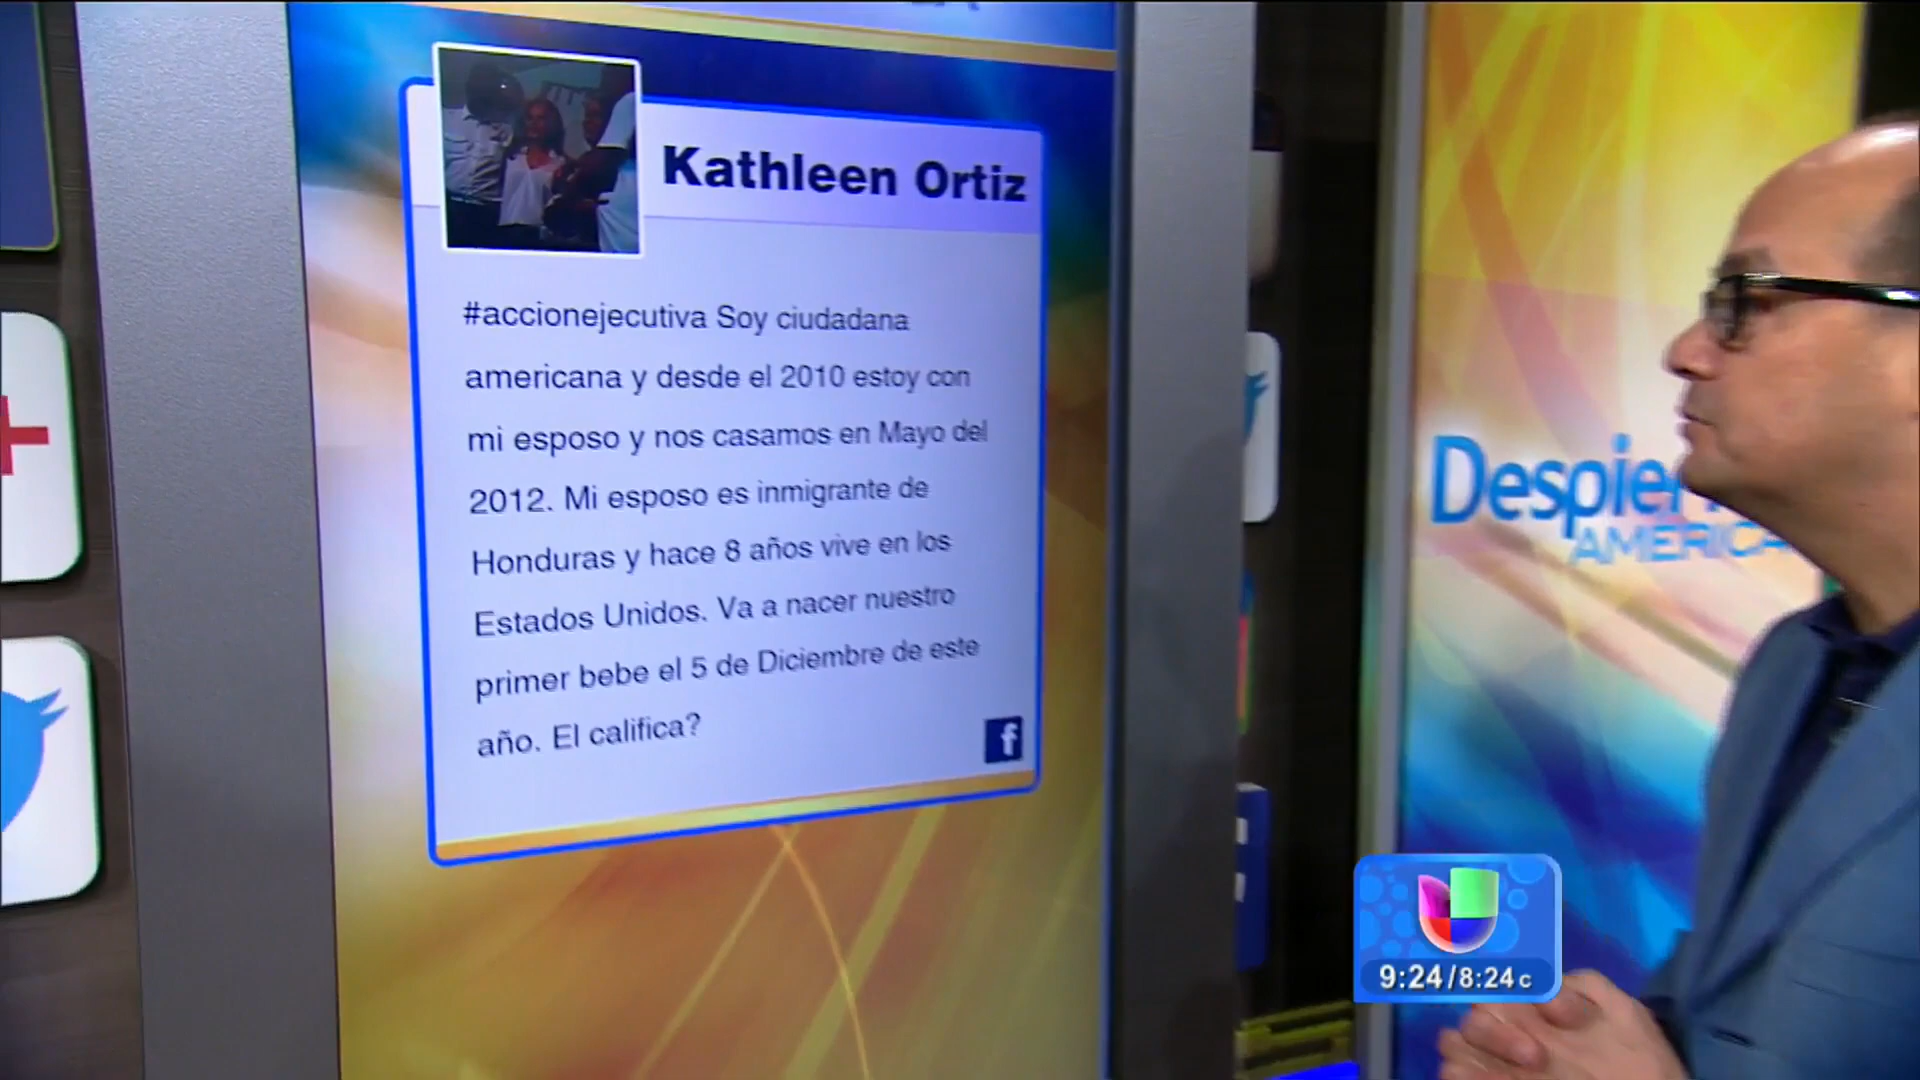 Kathleen Ortiz
#accionejecutiva Soy ciudadana
americana y desde el 2010 estoy con
mi esposo y nos casamos en Mayo del
2012. Mi esposo es inmigrante de
Honduras y hace 8 años vive en los
Estados Unidos. Va a nacer nuestro
primer bebe el 5 de Diciembre de este
año. El califica?
f
Despier
AMERICA
9:24/8:24c